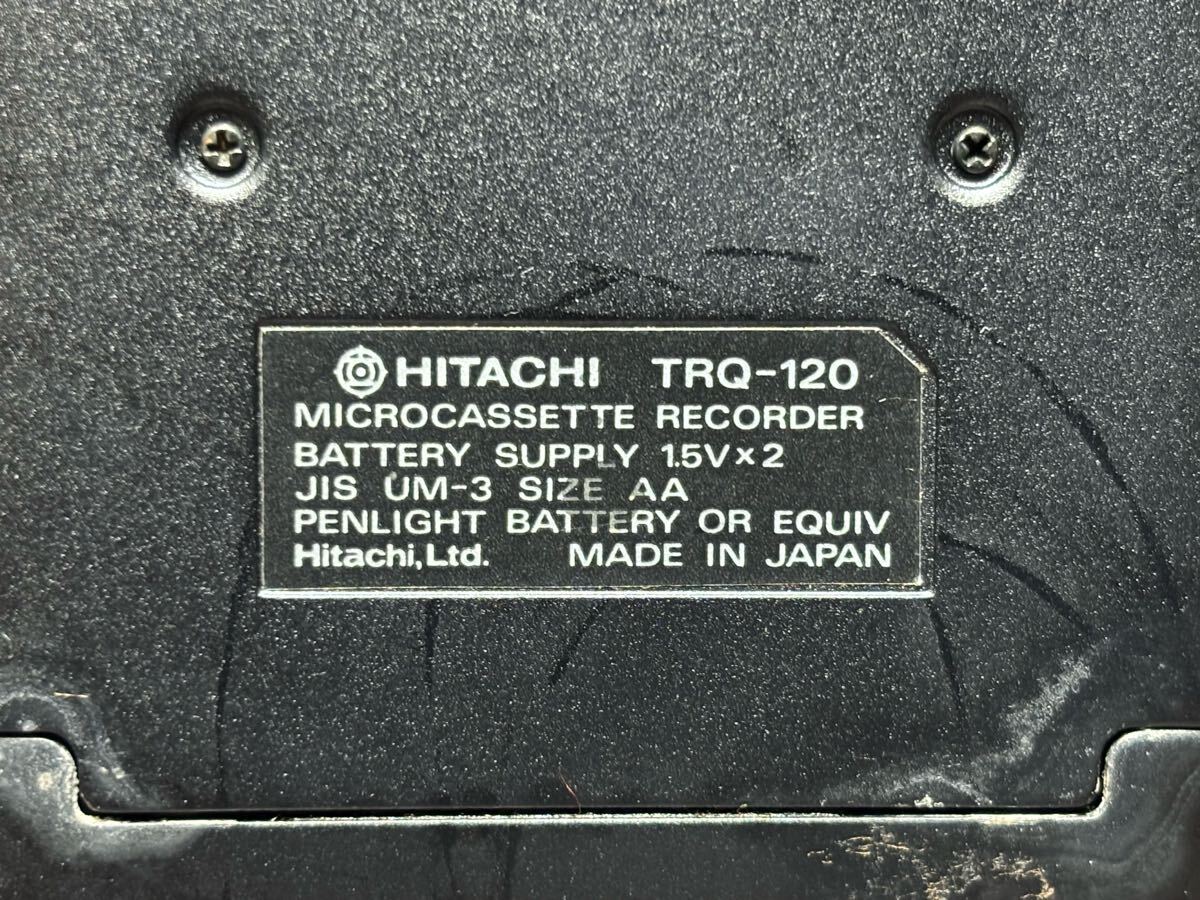 HITACHI TRQ-120
MICROCASSETTE RECORDER
BATTERY SUPPLY 1.5V×2
JIS UM-3 SIZE AA
PENLIGHT BATTERY OR EQUIV
Hitachi,Ltd. MADE IN JAPAN